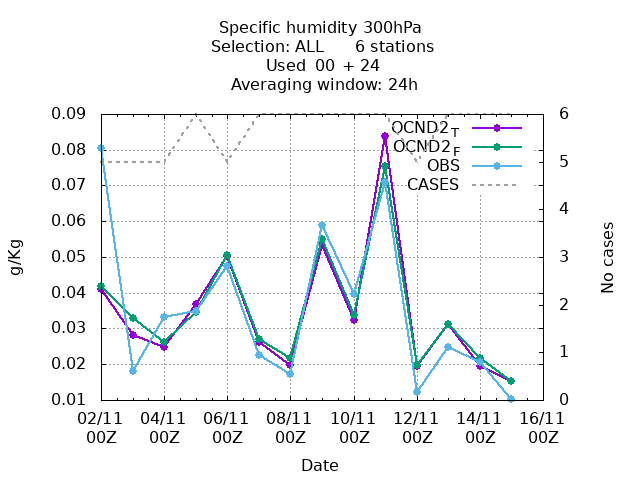 Specific humidity 300hPa
Selection: ALL 6 stations
Used 00 + 24
Averaging window: 24h
0.09
0.08
0.07
0.06
0.05
0.04
0.03
0.02
0.01
g/Kg
6
5
4
3
2
1
0
No cases
OCND2T
OCND2F
OBS
CASES
02/11 04/11 06/11 08/11 10/11 12/11 14/11 16/11
00Z 00Z 00Z 00Z 00Z 00Z 00Z 00Z
Date